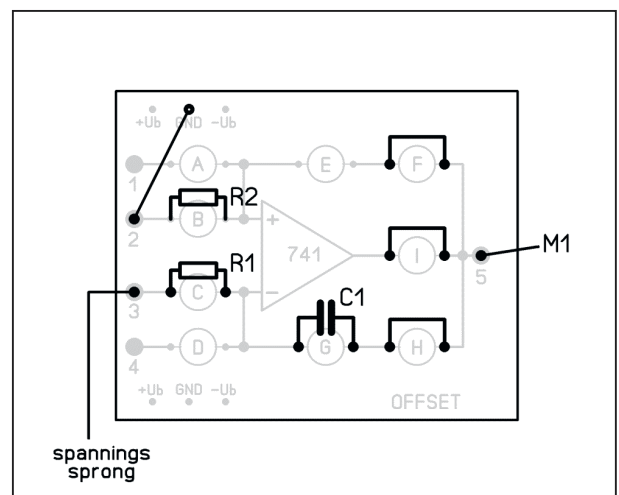 +Ub GND -Ub
1 A E F
R2
2 B +
741 I M1
R1 5
3 C -
C1
4 D G H
+Ub GND -Ub
OFFSET
spannings
sprong